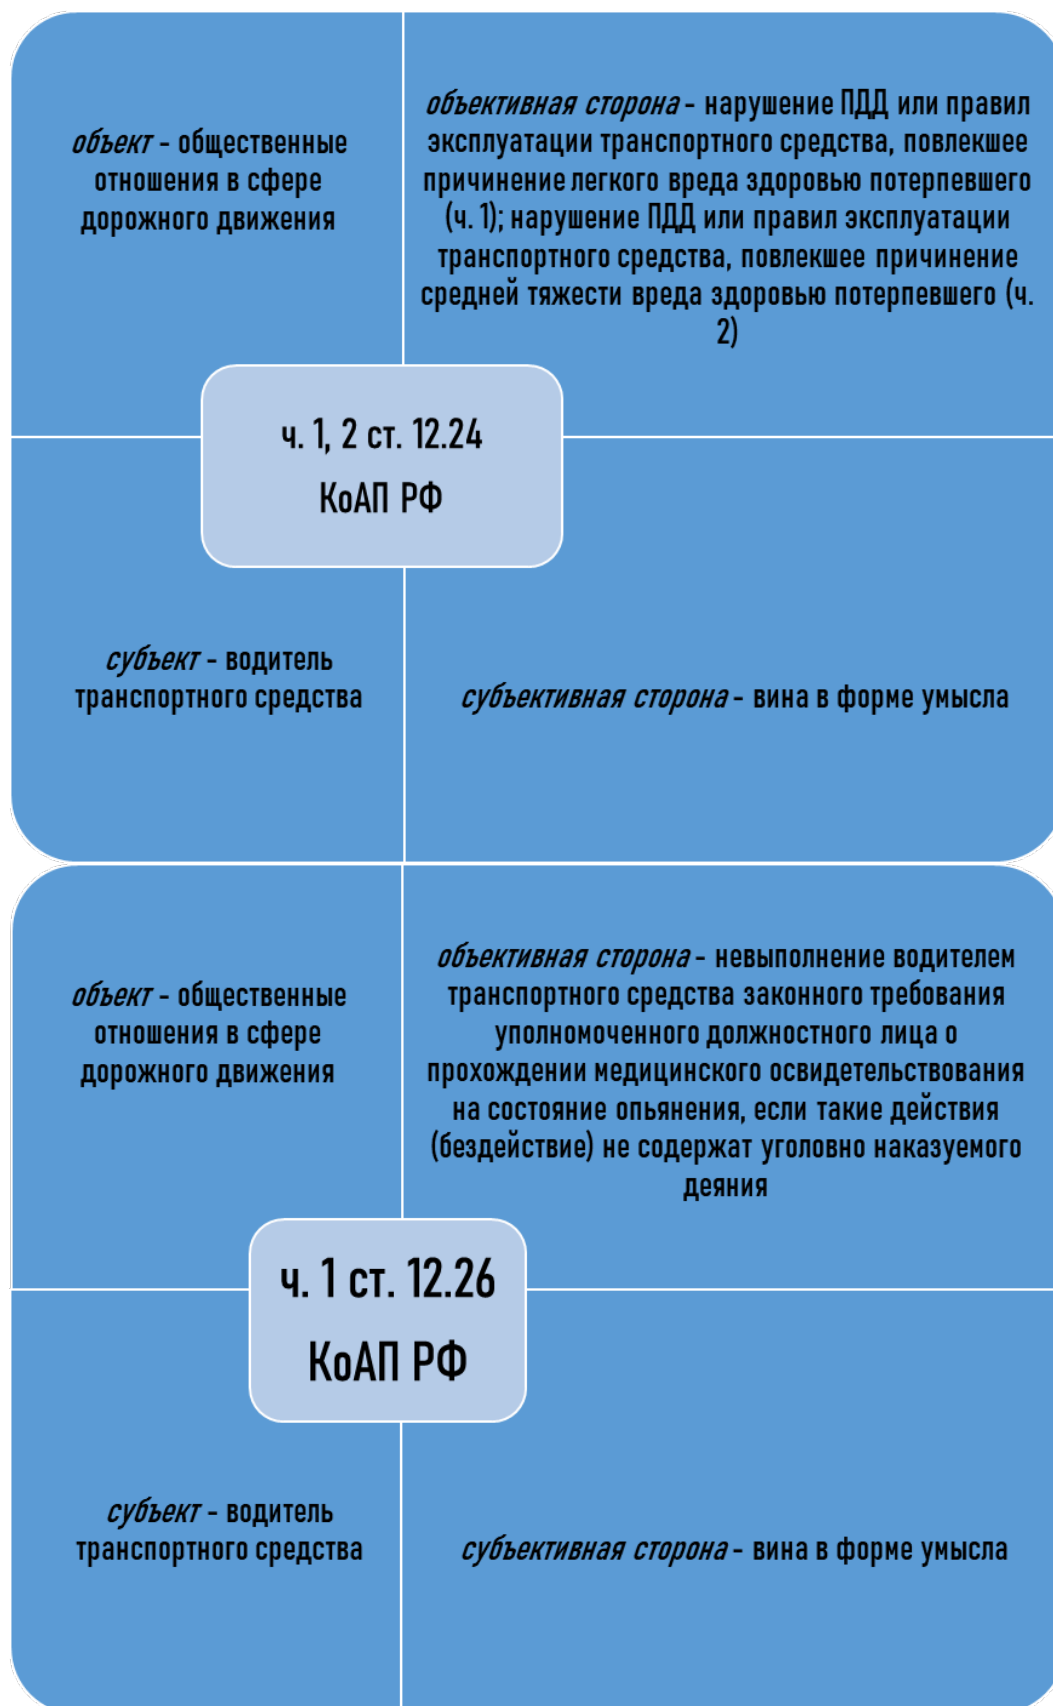 объект - общественные
отношения в сфере
дорожного движения
объективная сторона - нарушение ПДД или правил
эксплуатации транспортного средства, повлекшее
причинение легкого вреда здоровью потерпевшего
(ч. 1); нарушение ПДД или правил эксплуатации
транспортного средства, повлекшее причинение
средней тяжести вреда здоровью потерпевшего (ч.
2)
ч. 1, 2 ст. 12.24
КоАП РФ
субъект - водитель
транспортного средства
субъективная сторона - вина в форме умысла
объект - общественные
отношения в сфере
дорожного движения
объективная сторона - невыполнение водителем
транспортного средства законного требования
уполномоченного должностного лица о
прохождении медицинского освидетельствования
на состояние опьянения, если такие действия
(бездействие) не содержат уголовно наказуемого
деяния
ч. 1 ст. 12.26
КоАП РФ
субъект - водитель
транспортного средства
субъективная сторона - вина в форме умысла